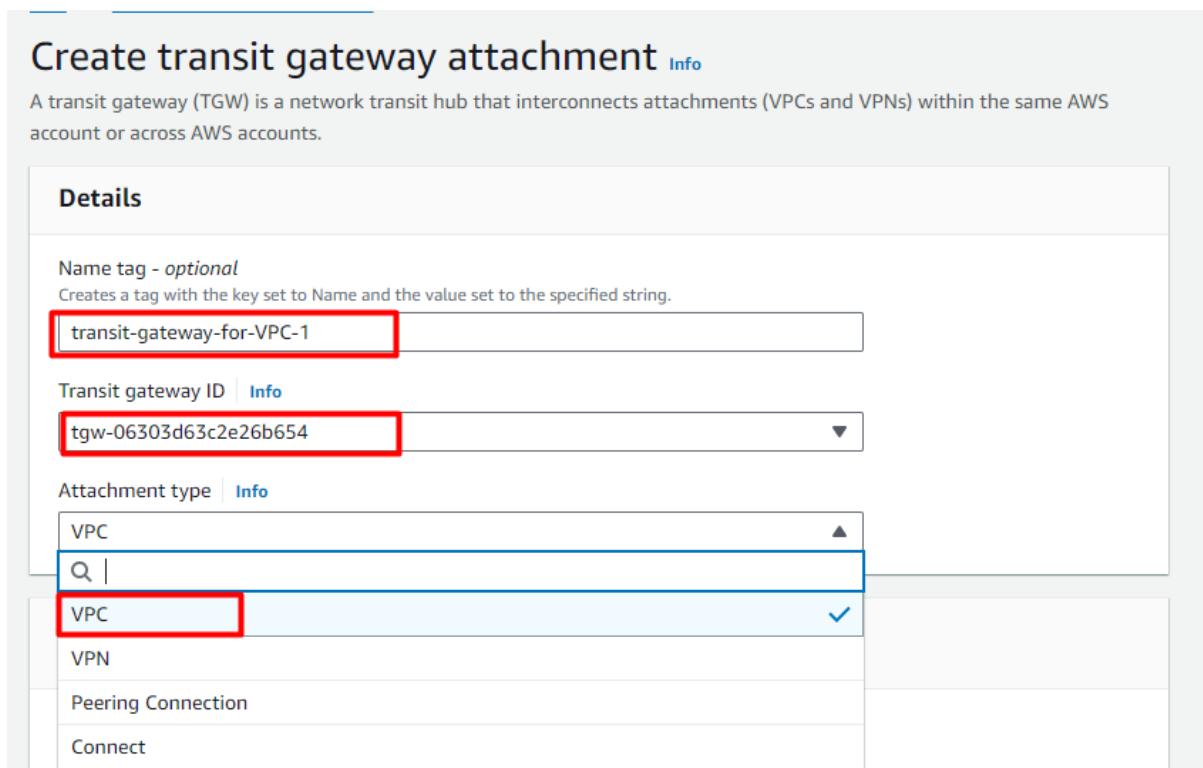 Create transit gateway attachment Info
A transit gateway (TGW) is a network transit hub that interconnects attachments (VPCs and VPNs) within the same AWS
account or across AWS accounts.
Details
Name tag - optional
Creates a tag with the key set to Name and the value set to the specified string.
transit-gateway-for-VPC-1
Transit gateway ID Info
tgw-06303d63c2e26b654
Attachment type Info
VPC
VPC
VPN
Peering Connection
Connect